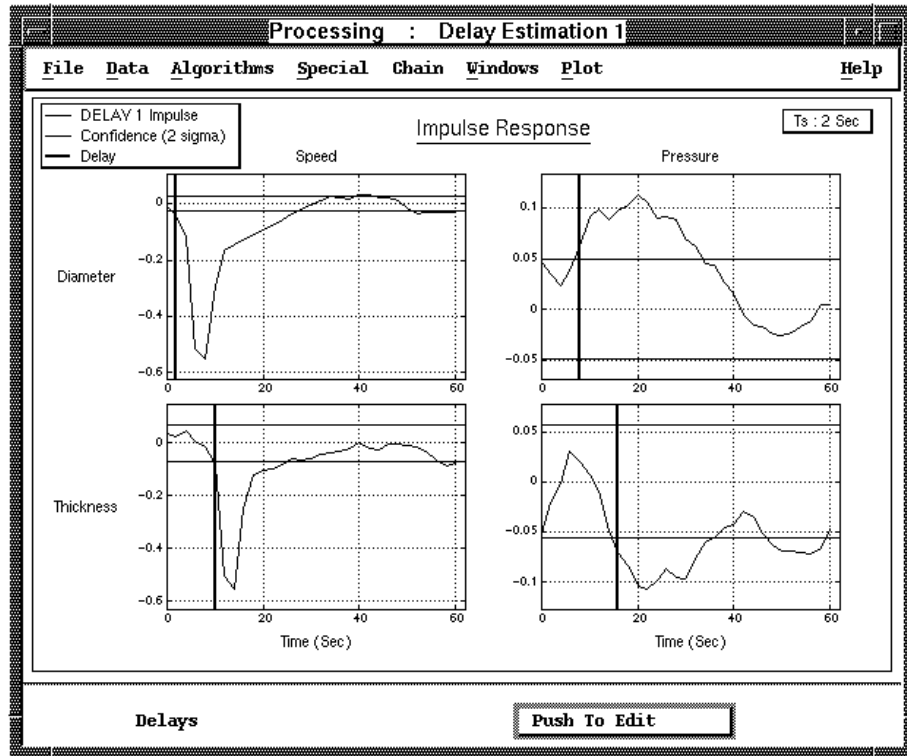 Processing : Delay Estimation 1
File Data Algorithms Special Chain Windows Plot Help
DELAY 1 Impulse
Confidence (2 sigma)
Delay
Impulse Response
Ts : 2 Sec
Speed
Pressure
Diameter
0
-0.2
-0.4
-0.6
0 20 40 60
0.1
0.05
0
-0.05
0 20 40 60
Thickness
0
-0.2
-0.4
-0.6
0 20 40 60
Time (Sec)
0.05
0
-0.05
-0.1
0 20 40 60
Time (Sec)
Delays
Push To Edit